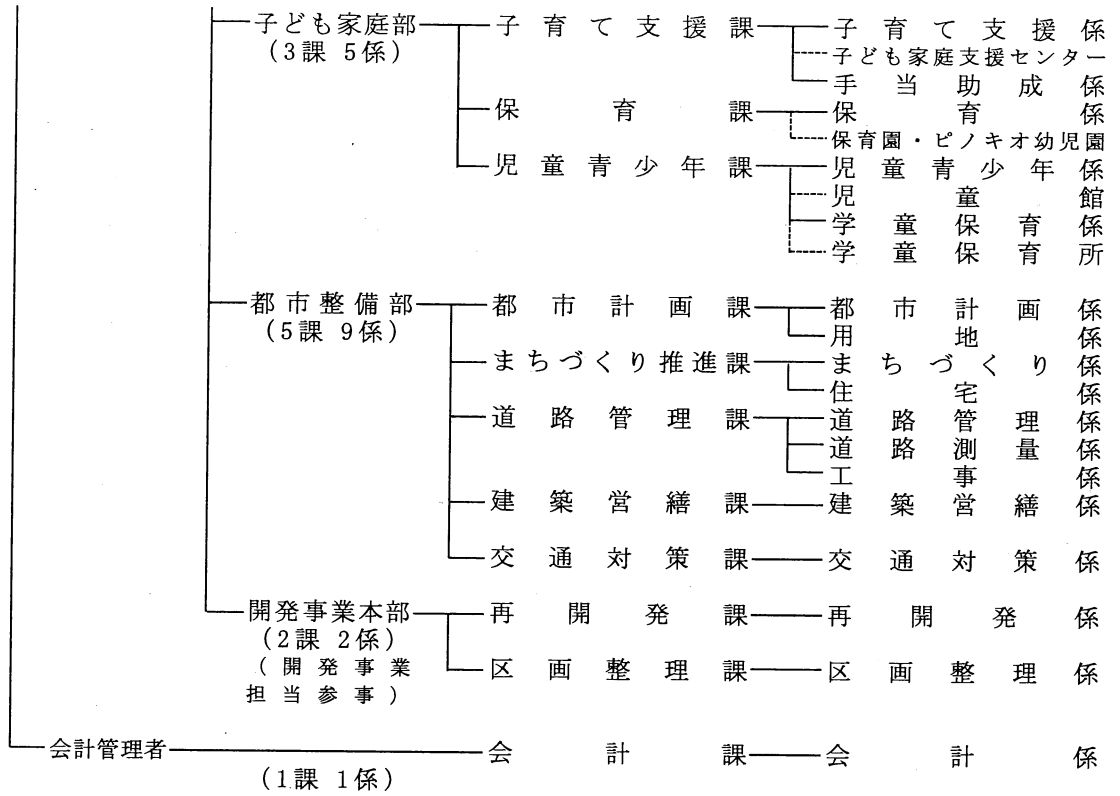 子ども家庭部 子育て支援課 子育て支援係
(3課 5係) 子ども家庭支援センター
手当助成係
保育課 保育係
保育園・ピノキオ幼児園
児童青少年課 児童青少年係
児童館
学童保育係
学童保育所
都市整備部 都市計画課 都市計画係
(5課 9係) 用地係
まちづくり推進課 まちづくり係
住宅係
道路管理課 道路管理係
道路測量係
工事係
建築営繕課 建築営繕係
交通対策課 交通対策係
開発事業本部 再開発課 再開発係
(2課 2係)
(開発事業 区画整理課 区画整理係
担当参事)
会計管理者 会計課 会計係
(1課 1係)